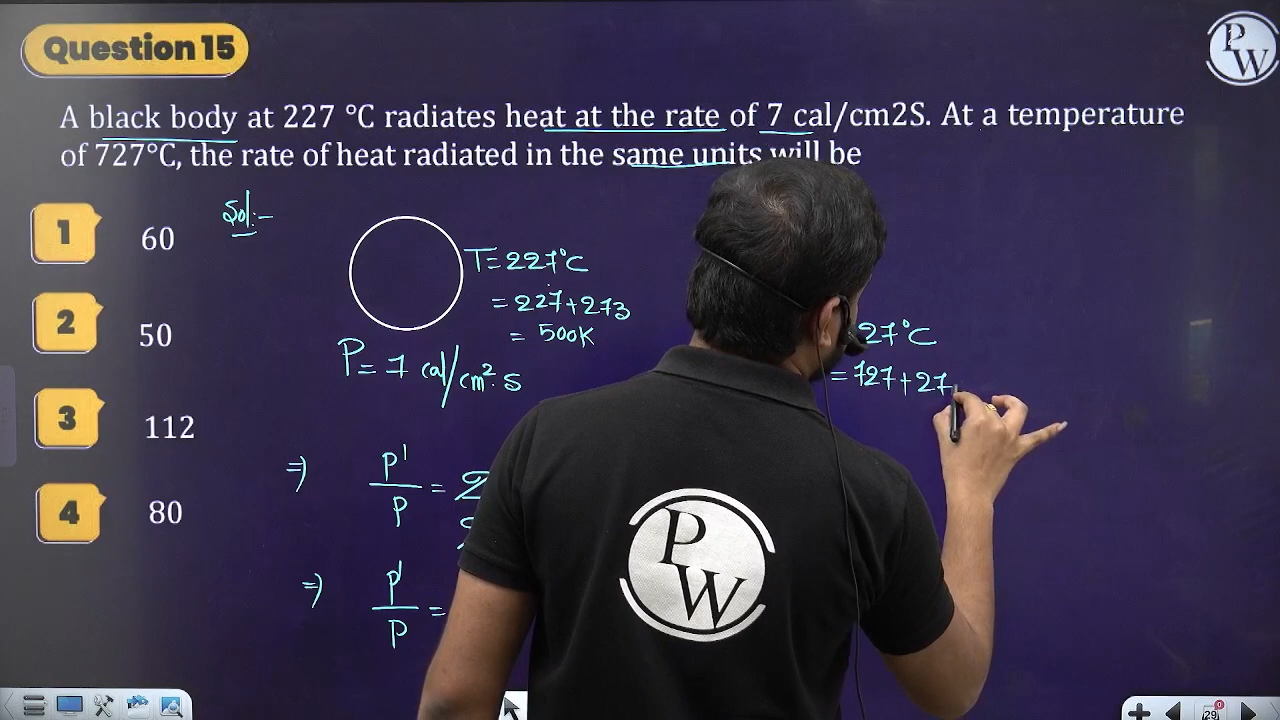 Question 15
PW
A black body at 227 °C radiates heat at the rate of 7 cal/cm2S. At a temperature
of 727°C, the rate of heat radiated in the same units will be
1 60
2 50
3 112
4 80
Sol:-
T=227°C
= 227+273
= 500K
P= 7 cal/cm².s
27°C
=727+27
⇒ P'/P =
⇒ P'/P =
PW
29